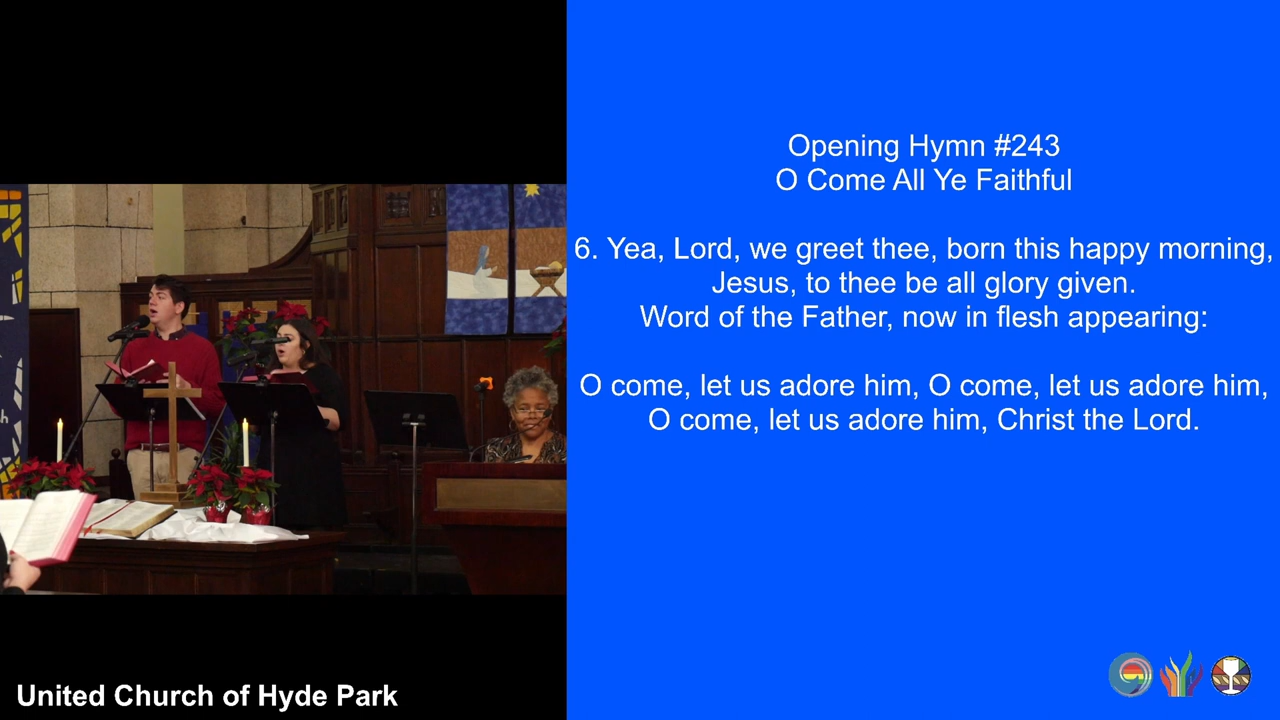 Opening Hymn #243
O Come All Ye Faithful
6. Yea, Lord, we greet thee, born this happy morning,
Jesus, to thee be all glory given.
Word of the Father, now in flesh appearing:
O come, let us adore him, O come, let us adore him,
O come, let us adore him, Christ the Lord.
United Church of Hyde Park